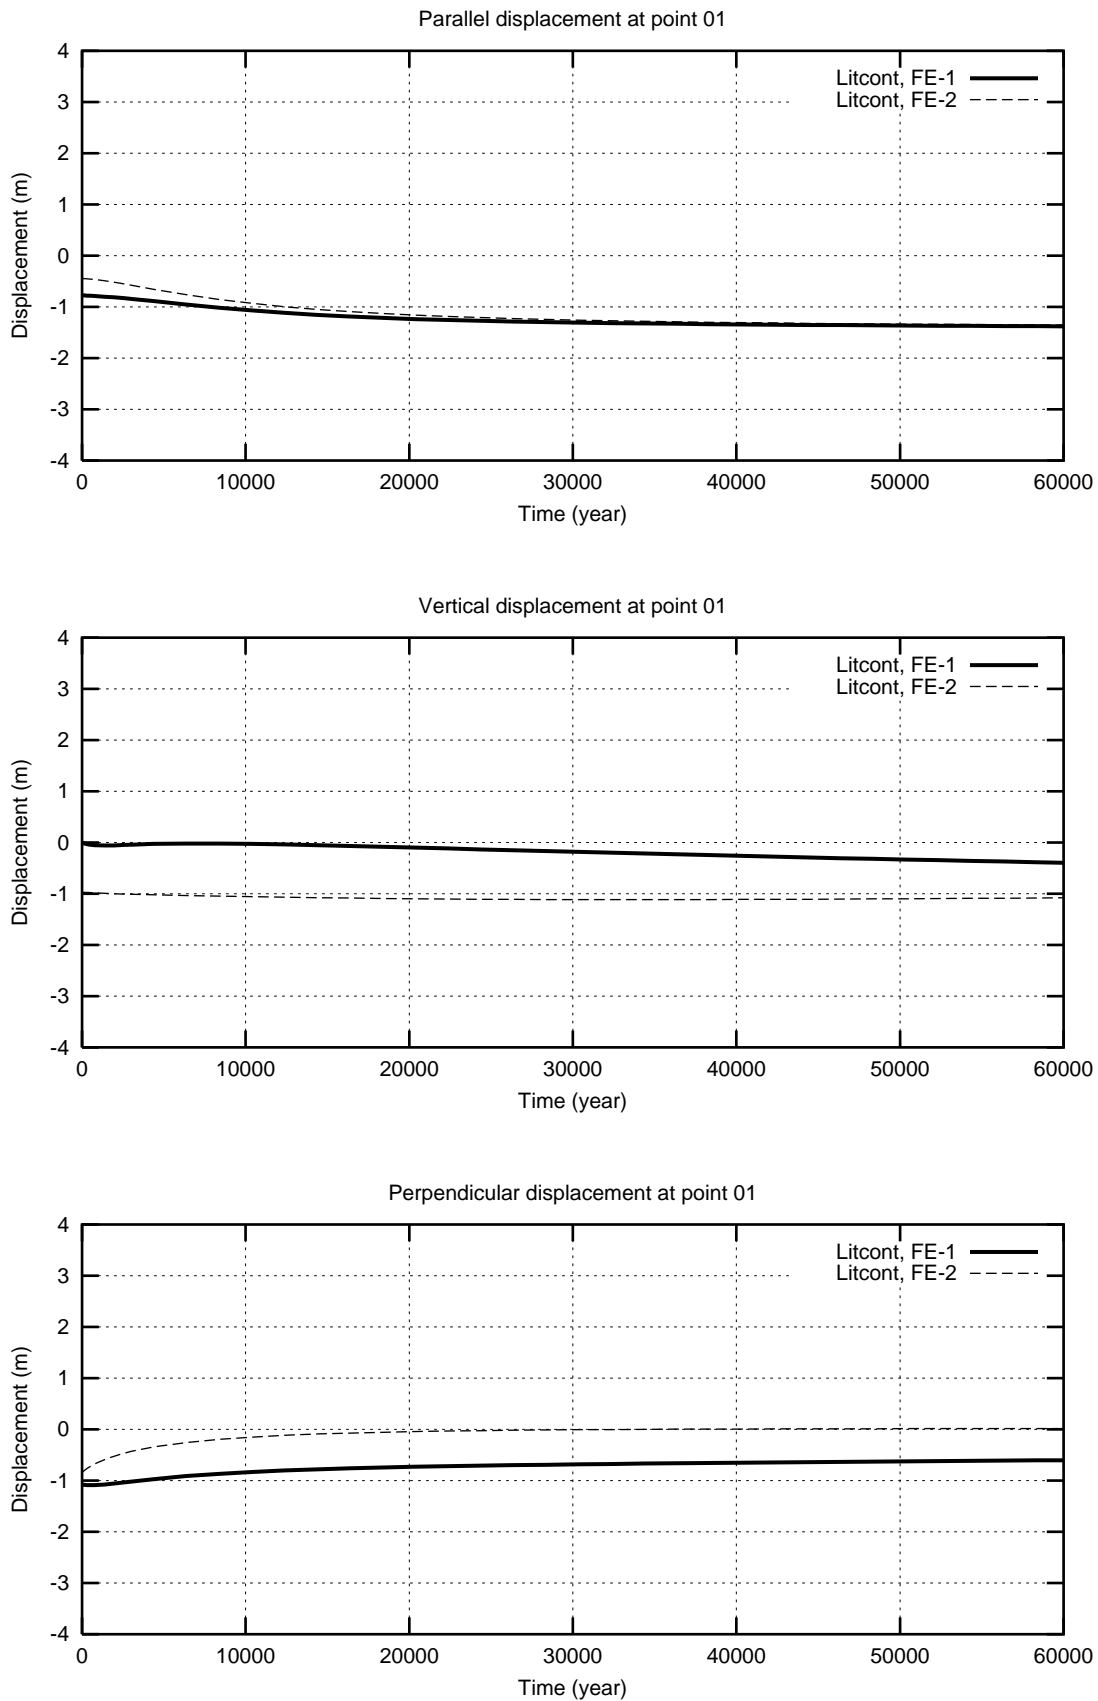 Parallel displacement at point 01
4
Litcont, FE-1
3
Litcont, FE-2
2
1
0
-1
-2
-3
-4
Displacement (m)
0 10000 20000 30000 40000 50000 60000
Time (year)
Vertical displacement at point 01
4
Litcont, FE-1
3
Litcont, FE-2
2
1
0
-1
-2
-3
-4
Displacement (m)
0 10000 20000 30000 40000 50000 60000
Time (year)
Perpendicular displacement at point 01
4
Litcont, FE-1
3
Litcont, FE-2
2
1
0
-1
-2
-3
-4
Displacement (m)
0 10000 20000 30000 40000 50000 60000
Time (year)